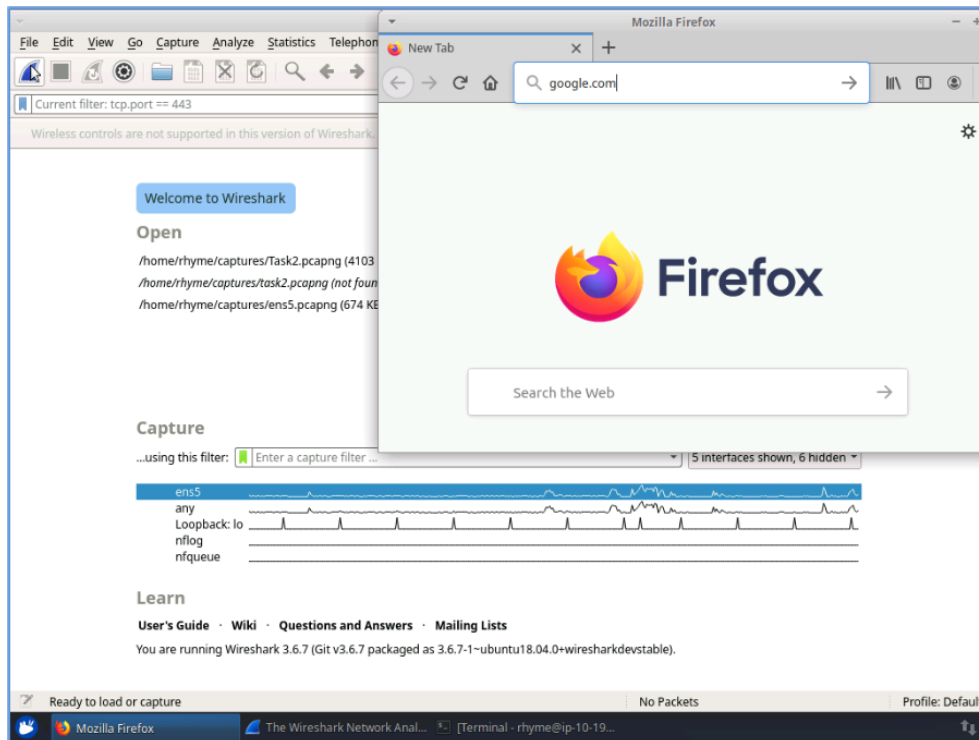 Mozilla Firefox
File Edit View Go Capture Analyze Statistics Telephon
New Tab
google.com
Current filter: tcp.port == 443
Wireless controls are not supported in this version of Wireshark.
Welcome to Wireshark
Open
/home/rhyme/captures/Task2.pcapng (4103
/home/rhyme/captures/task2.pcapng (not foun
/home/rhyme/captures/ens5.pcapng (674 KB
Firefox
Search the Web
Capture
...using this filter: Enter a capture filter ... 5 interfaces shown, 6 hidden
ens5
any
Loopback: lo
nflog
nfqueue
Learn
User's Guide · Wiki · Questions and Answers · Mailing Lists
You are running Wireshark 3.6.7 (Git v3.6.7 packaged as 3.6.7-1~ubuntu18.04.0+wiresharkdevstable).
Ready to load or capture No Packets Profile: Defaul
Mozilla Firefox The Wireshark Network Anal... [Terminal - rhyme@ip-10-19...